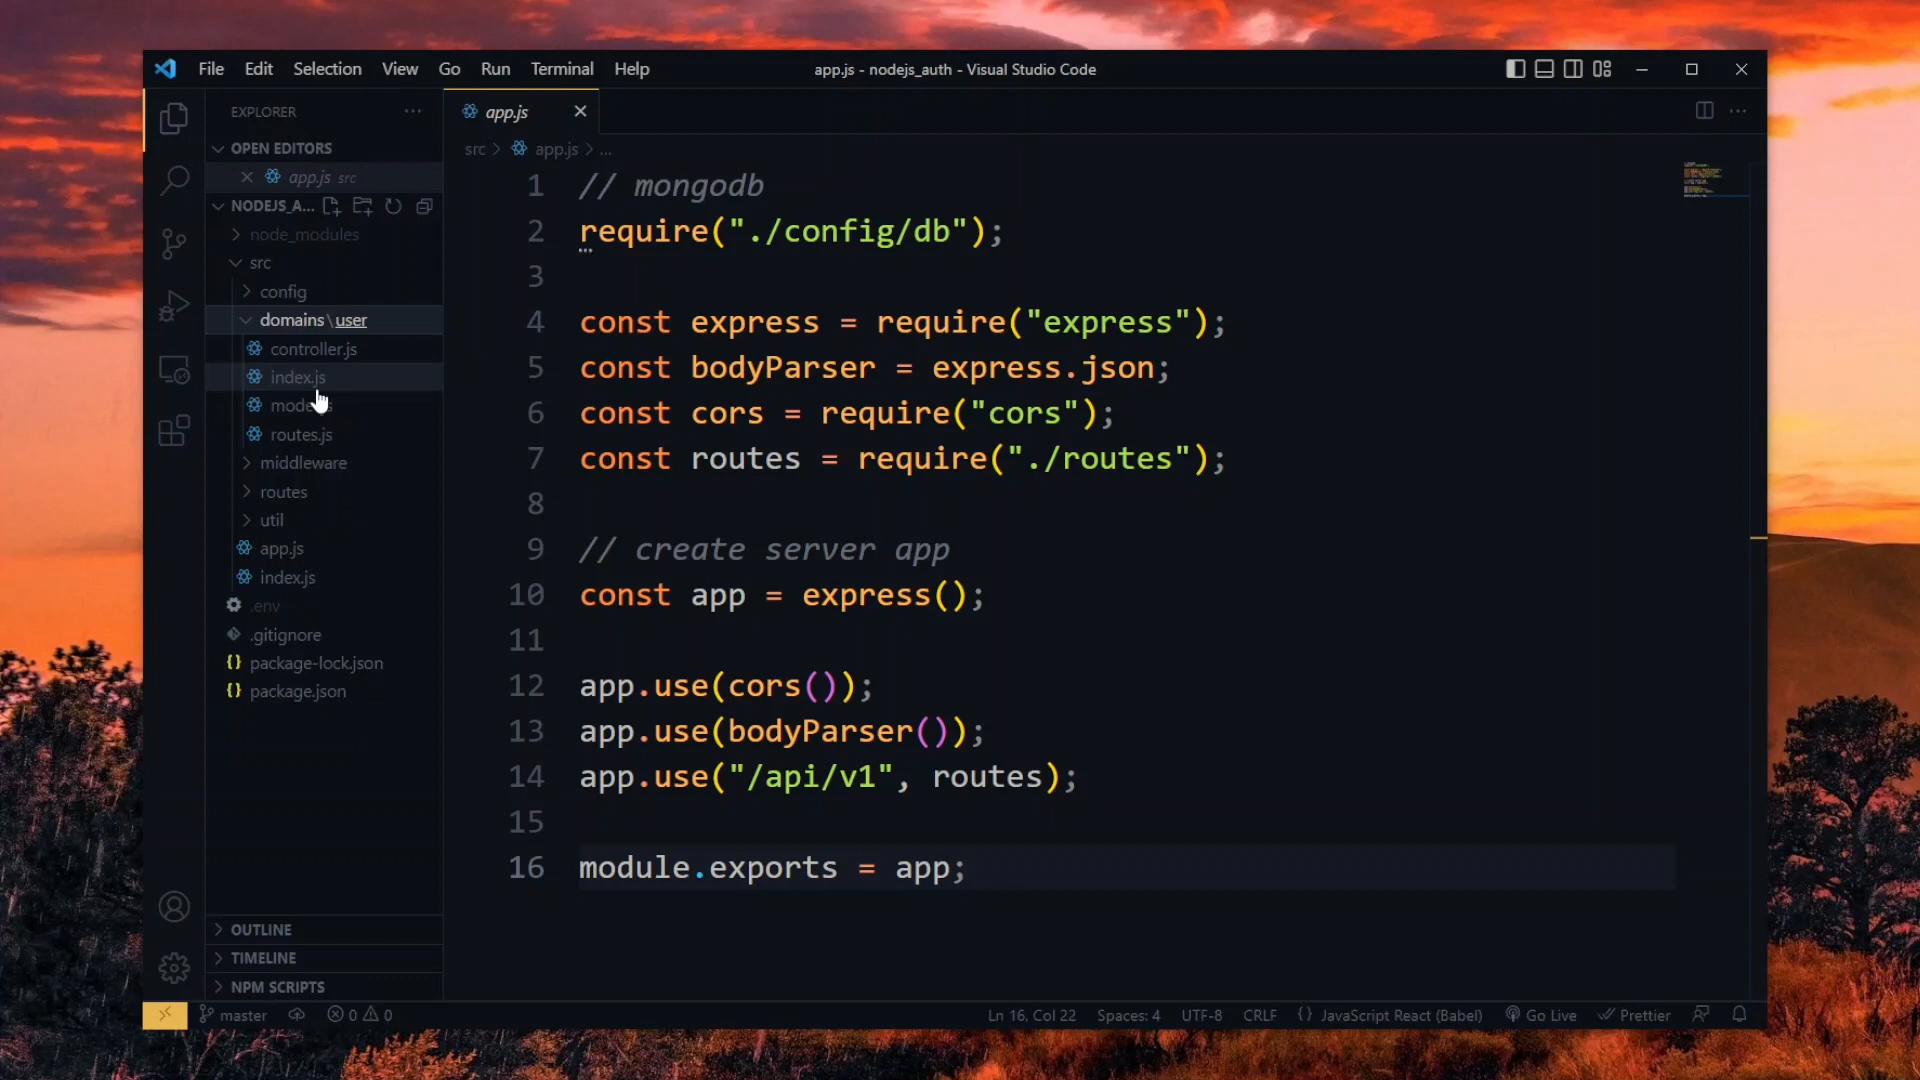 File Edit Selection View Go Run Terminal Help
app.js - nodejs_auth - Visual Studio Code
EXPLORER
OPEN EDITORS
app.js src
NODEJS_A...
node_modules
src
config
domains\user
controller.js
index.js
routes.js
middleware
routes
util
app.js
index.js
.env
.gitignore
package-lock.json
package.json
OUTLINE
TIMELINE
NPM SCRIPTS
app.js
src > app.js > ...
1 // mongodb
2 require("./config/db");
3
4 const express = require("express");
5 const bodyParser = express.json;
6 const cors = require("cors");
7 const routes = require("./routes");
8
9 // create server app
10 const app = express();
11
12 app.use(cors());
13 app.use(bodyParser());
14 app.use("/api/v1", routes);
15
16 module.exports = app;
master 0 0 Ln 16, Col 22 Spaces: 4 UTF-8 CRLF {} JavaScript React (Babel) Go Live Prettier